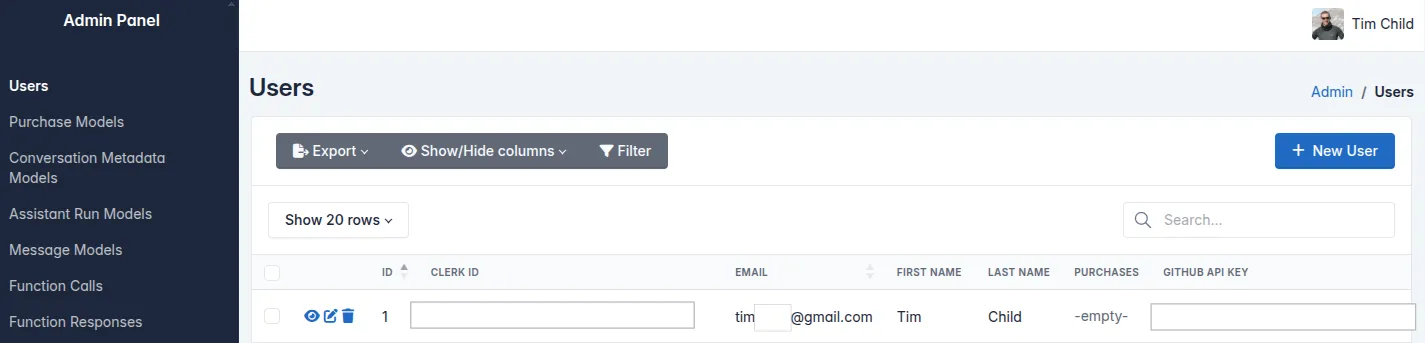 Admin Panel
Tim Child
Users
Purchase Models
Conversation Metadata
Models
Assistant Run Models
Message Models
Function Calls
Function Responses
Users
Admin / Users
Export Show/Hide columns Filter
+ New User
Show 20 rows
Search...
ID CLERK ID EMAIL FIRST NAME LAST NAME PURCHASES GITHUB API KEY
1 tim @gmail.com Tim Child -empty-